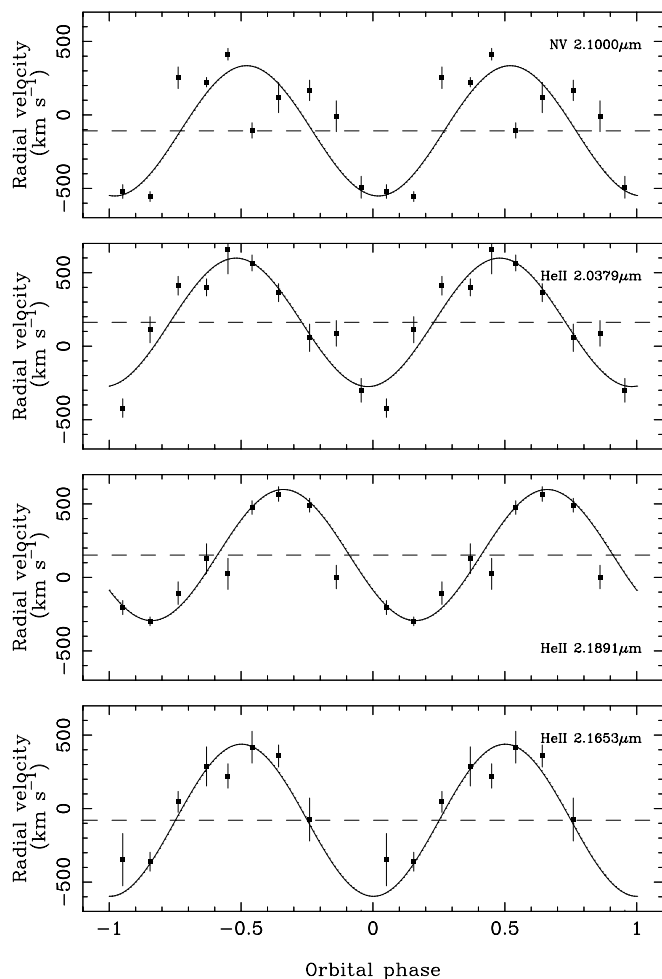 NV 2.1000μm
500
0
−500
Radial velocity
(km s⁻¹)
HeII 2.0379μm
500
0
−500
Radial velocity
(km s⁻¹)
500
0
−500
Radial velocity
(km s⁻¹)
HeII 2.1891μm
HeII 2.1653μm
500
0
−500
Radial velocity
(km s⁻¹)
−1
−0.5
0
0.5
1
Orbital phase